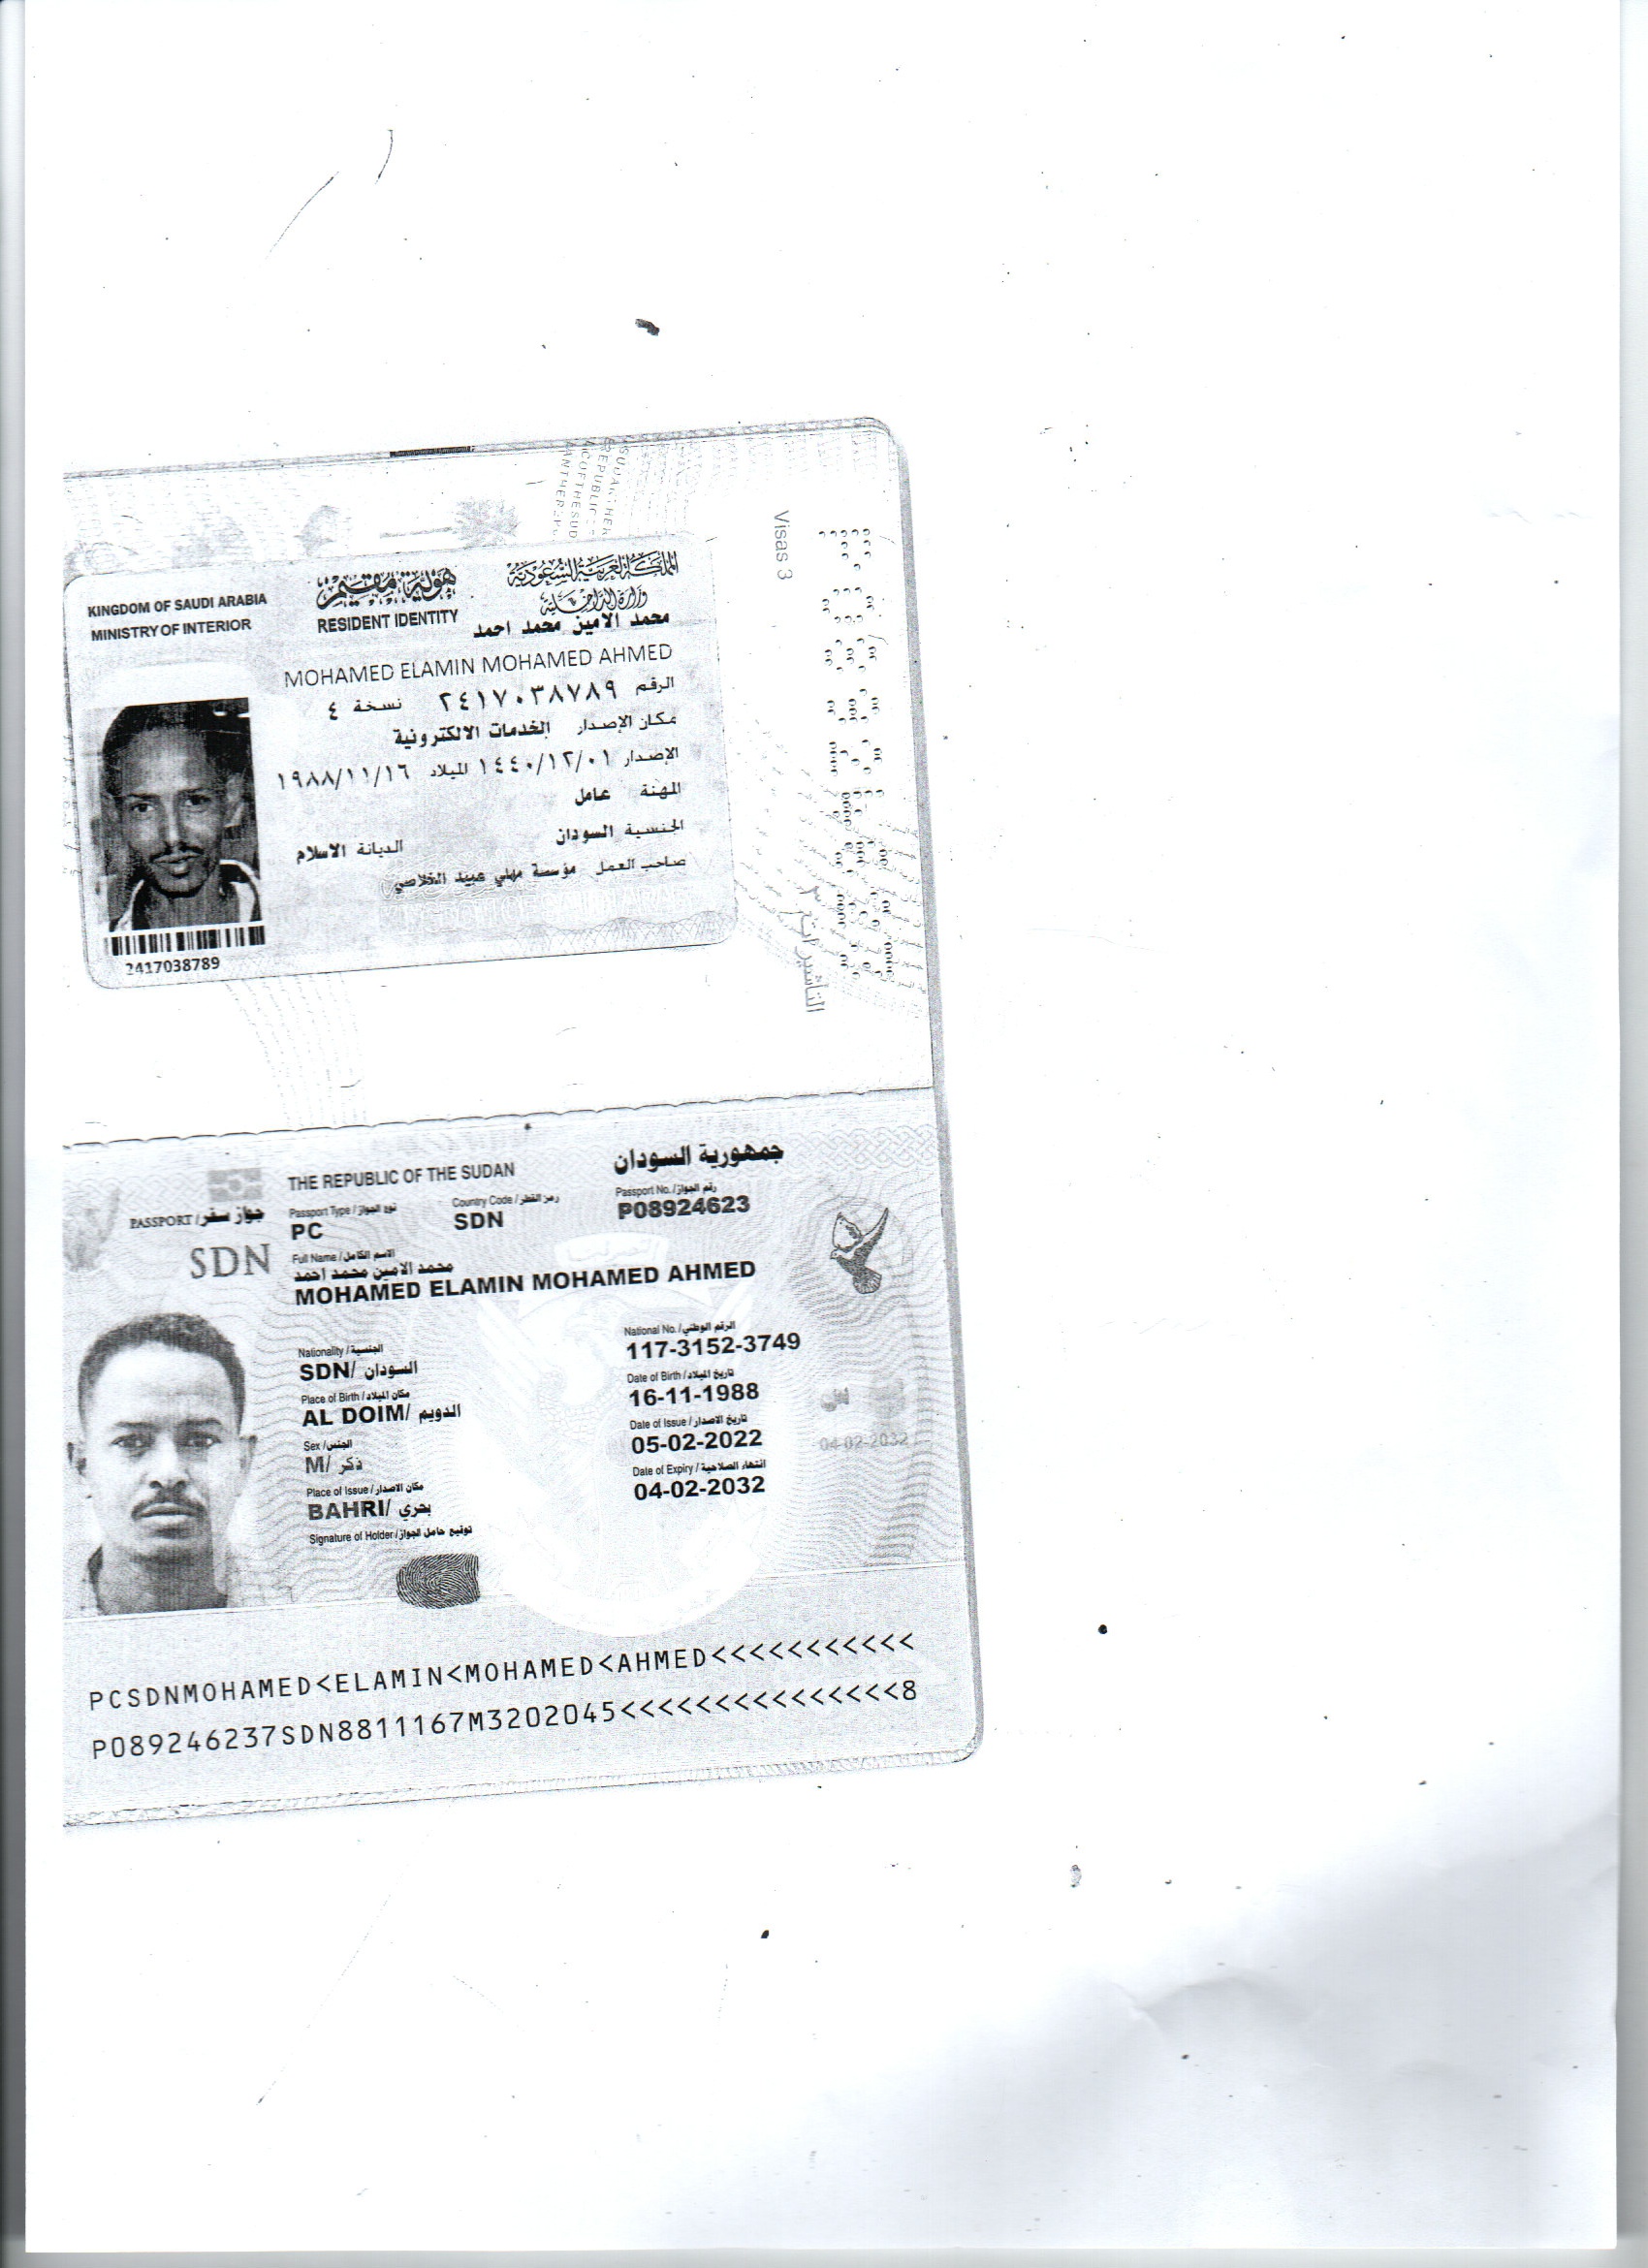 Visas 3
التأشيرات ٣
KINGDOM OF SAUDI ARABIA
MINISTRY OF INTERIOR
هوية مقيم
RESIDENT IDENTITY
المملكة العربية السعودية
وزارة الداخلية
محمد الامين محمد احمد
MOHAMED ELAMIN MOHAMED AHMED
الرقم ٢٤١٧٠٣٨٧٨٩ نسخة ٤
مكان الإصدار الخدمات الالكترونية
الإصدار ١٤٤٠/١٢/٠١ الميلاد ١٩٨٨/١١/١٦
المهنة عامل
الجنسية السودان الديانة الاسلام
صاحب العمل مؤسسة مهلي عبيد الخلاصي
2417038789
THE REPUBLIC OF THE SUDAN
جمهورية السودان
PASSPORT / جواز سفر
SDN
Passport Type / نوع الجواز
PC
Country Code / رمز القطر
SDN
Passport No. / رقم الجواز
P08924623
Full Name / الاسم الكامل
محمد الامين محمد احمد
MOHAMED ELAMIN MOHAMED AHMED
Nationality / الجنسية
SDN/ السودان
National No. / الرقم الوطني
117-3152-3749
Place of Birth / مكان الميلاد
AL DOIM/ الدويم
Date of Birth / تاريخ الميلاد
16-11-1988
Sex / الجنس
M/ ذكر
Date of Issue / تاريخ الاصدار
05-02-2022
Place of Issue / مكان الاصدار
BAHRI/ بحري
Date of Expiry / انتهاء الصلاحية
04-02-2032
04-02-2032
Signature of Holder / توقيع حامل الجواز
PCSDNMOHAMED<ELAMIN<MOHAMED<AHMED<<<<<<<<<<<
P089246237SDN8811167M3202045<<<<<<<<<<<<<<<8